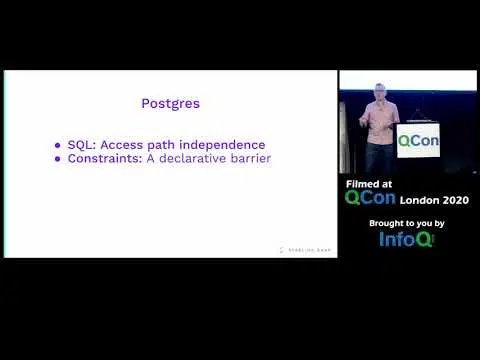 Postgres
● SQL: Access path independence
● Constraints: A declarative barrier
STARLING BANK
QCon
Filmed at
QCon London 2020
Brought to you by
InfoQ